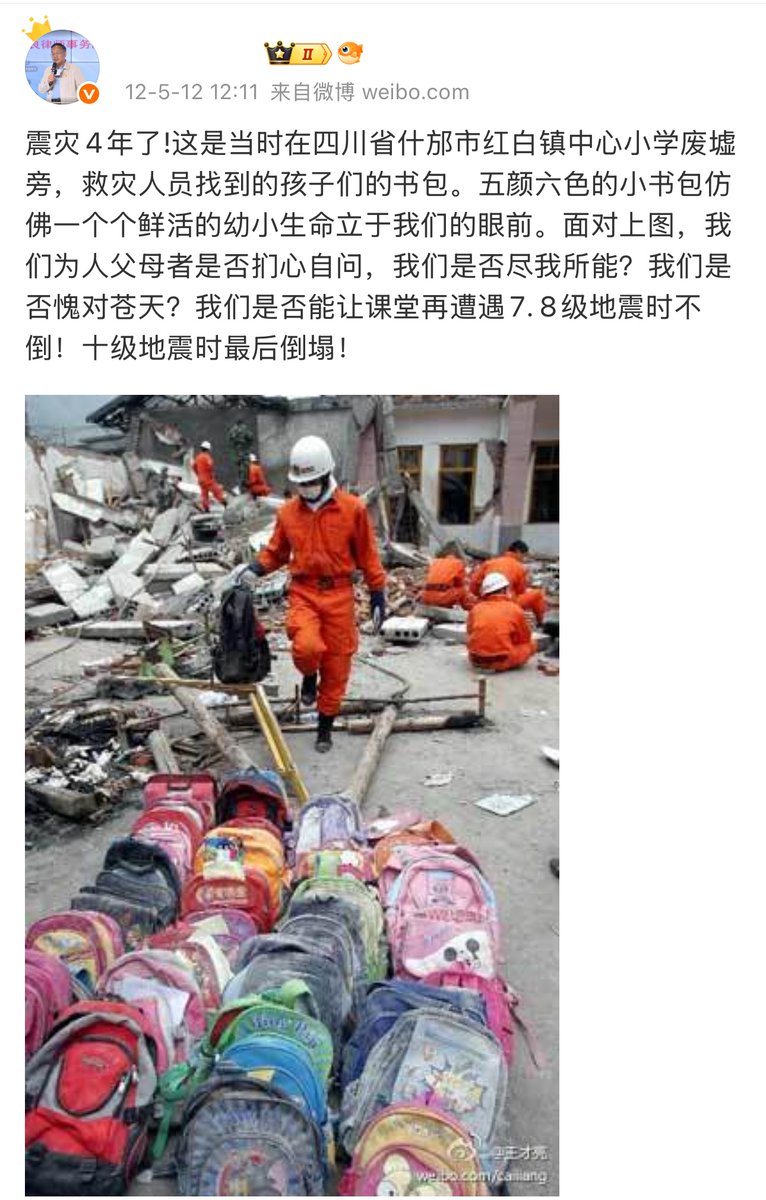 良律师事务
II
12-5-12 12:11 来自微博 weibo.com
震灾4年了!这是当时在四川省什邡市红白镇中心小学废墟
旁，救灾人员找到的孩子们的书包。五颜六色的小书包仿
佛一个个鲜活的幼小生命立于我们的眼前。面对上图，我
们为人父母者是否扪心自问，我们是否尽我所能？我们是
否愧对苍天？我们是否能让课堂再遭遇7.8级地震时不
倒！十级地震时最后倒塌！
@王才亮
weibo.com/cailiang